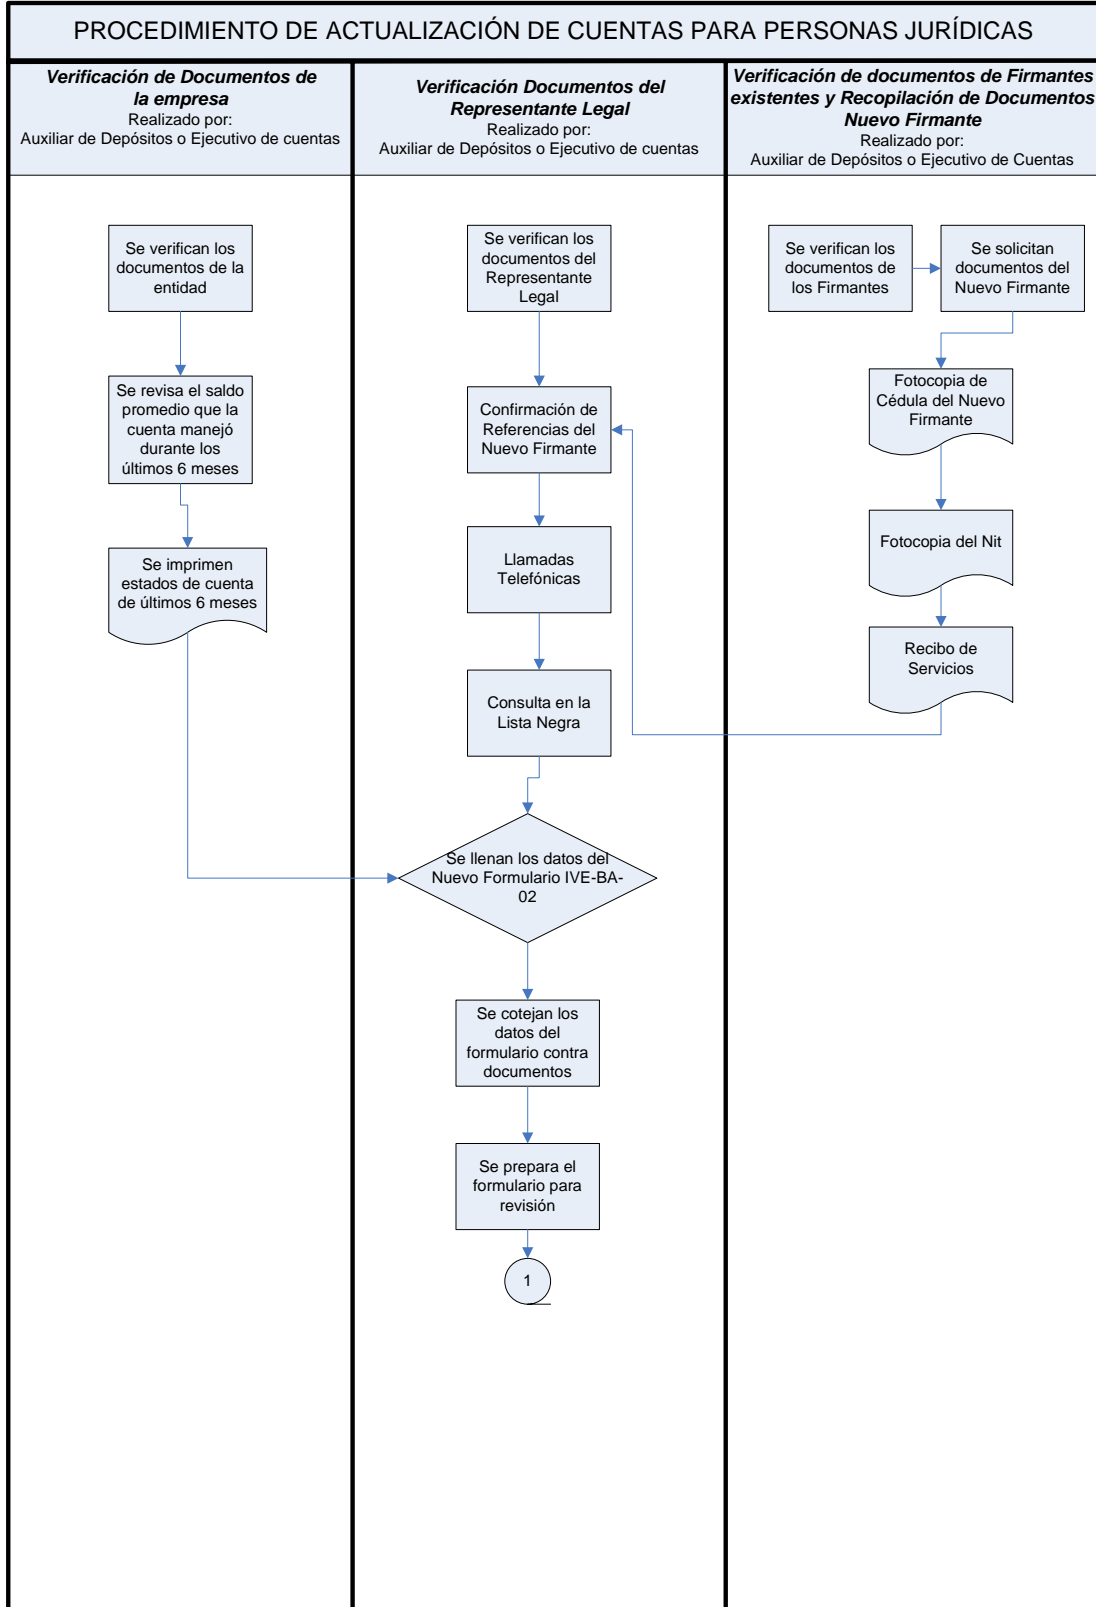 PROCEDIMIENTO DE ACTUALIZACIÓN DE CUENTAS PARA PERSONAS JURÍDICAS
Verificación de Documentos de
la empresa
Realizado por:
Auxiliar de Depósitos o Ejecutivo de cuentas
Verificación Documentos del
Representante Legal
Realizado por:
Auxiliar de Depósitos o Ejecutivo de cuentas
Verificación de documentos de Firmantes
existentes y Recopilación de Documentos
Nuevo Firmante
Realizado por:
Auxiliar de Depósitos o Ejecutivo de Cuentas
Se verifican los
documentos de la
entidad
Se revisa el saldo
promedio que la
cuenta manejó
durante los
últimos 6 meses
Se imprimen
estados de cuenta
de últimos 6 meses
Se verifican los
documentos del
Representante
Legal
Confirmación de
Referencias del
Nuevo Firmante
Llamadas
Telefónicas
Consulta en la
Lista Negra
Se llenan los datos del
Nuevo Formulario IVE-BA-
02
Se cotejan los
datos del
formulario contra
documentos
Se prepara el
formulario para
revisión
1
Se verifican los
documentos de
los Firmantes
Se solicitan
documentos del
Nuevo Firmante
Fotocopia de
Cédula del Nuevo
Firmante
Fotocopia del Nit
Recibo de
Servicios